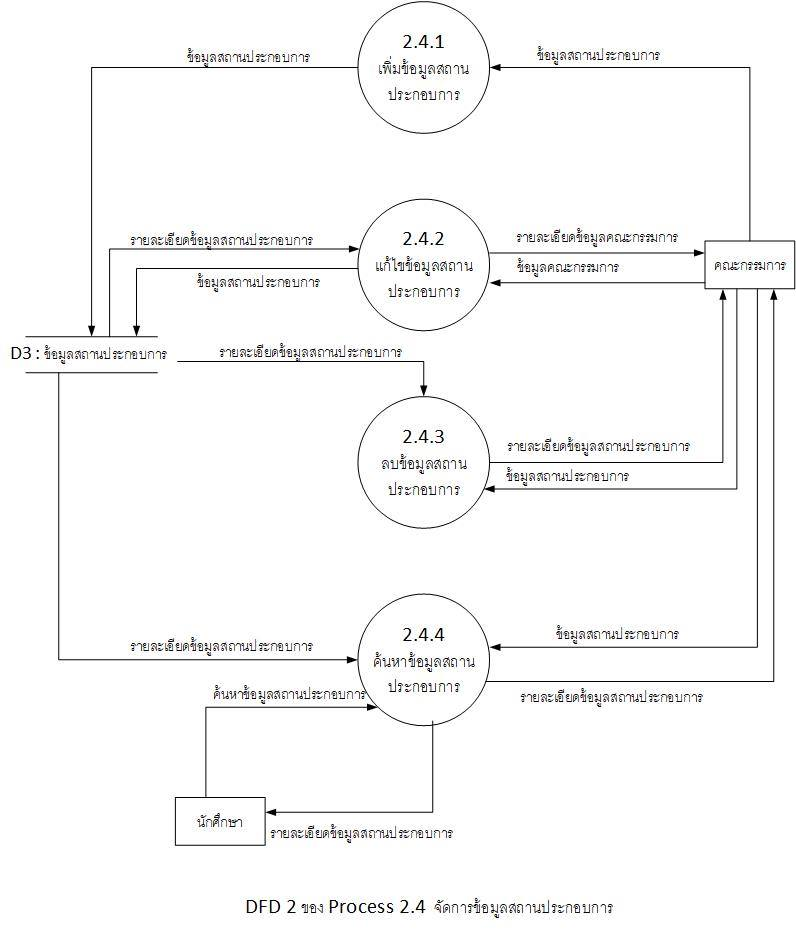 2.4.1
เพิ่มข้อมูลสถาน
ประกอบการ
ข้อมูลสถานประกอบการ
ข้อมูลสถานประกอบการ
2.4.2
แก้ไขข้อมูลสถาน
ประกอบการ
รายละเอียดข้อมูลสถานประกอบการ
ข้อมูลสถานประกอบการ
รายละเอียดข้อมูลคณะกรรมการ
ข้อมูลคณะกรรมการ
คณะกรรมการ
D3 : ข้อมูลสถานประกอบการ
รายละเอียดข้อมูลสถานประกอบการ
2.4.3
ลบข้อมูลสถาน
ประกอบการ
รายละเอียดข้อมูลสถานประกอบการ
ข้อมูลสถานประกอบการ
2.4.4
ค้นหาข้อมูลสถาน
ประกอบการ
รายละเอียดข้อมูลสถานประกอบการ
ข้อมูลสถานประกอบการ
ค้นหาข้อมูลสถานประกอบการ
รายละเอียดข้อมูลสถานประกอบการ
นักศึกษา
รายละเอียดข้อมูลสถานประกอบการ
DFD 2 ของ Process 2.4 จัดการข้อมูลสถานประกอบการ